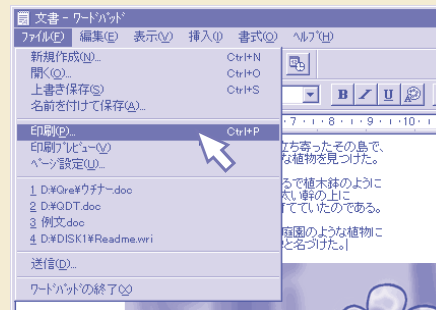 文書 - ワードパッド
ファイル(F) 編集(E) 表示(V) 挿入(I) 書式(O) ヘルプ(H)
新規作成(N)... Ctrl+N
開く(O)... Ctrl+O
上書き保存(S) Ctrl+S
名前を付けて保存(A)...
B I U
・7・ı・8・ı・9・ı・10・ı
印刷(P)... Ctrl+P
印刷プレビュー(V)
ページ設定(U)...
立ち寄ったその島で、
な植物を見つけた。
1 D:¥Qre¥ウチナー.doc
2 D:¥QDT.doc
3 例文.doc
4 D:¥DISK1¥Readme.wri
るで植木鉢のように
太い幹の上に
育てていたのである。
庭園のような植物に
と名づけた。
送信(D)...
ワードパッドの終了(X)